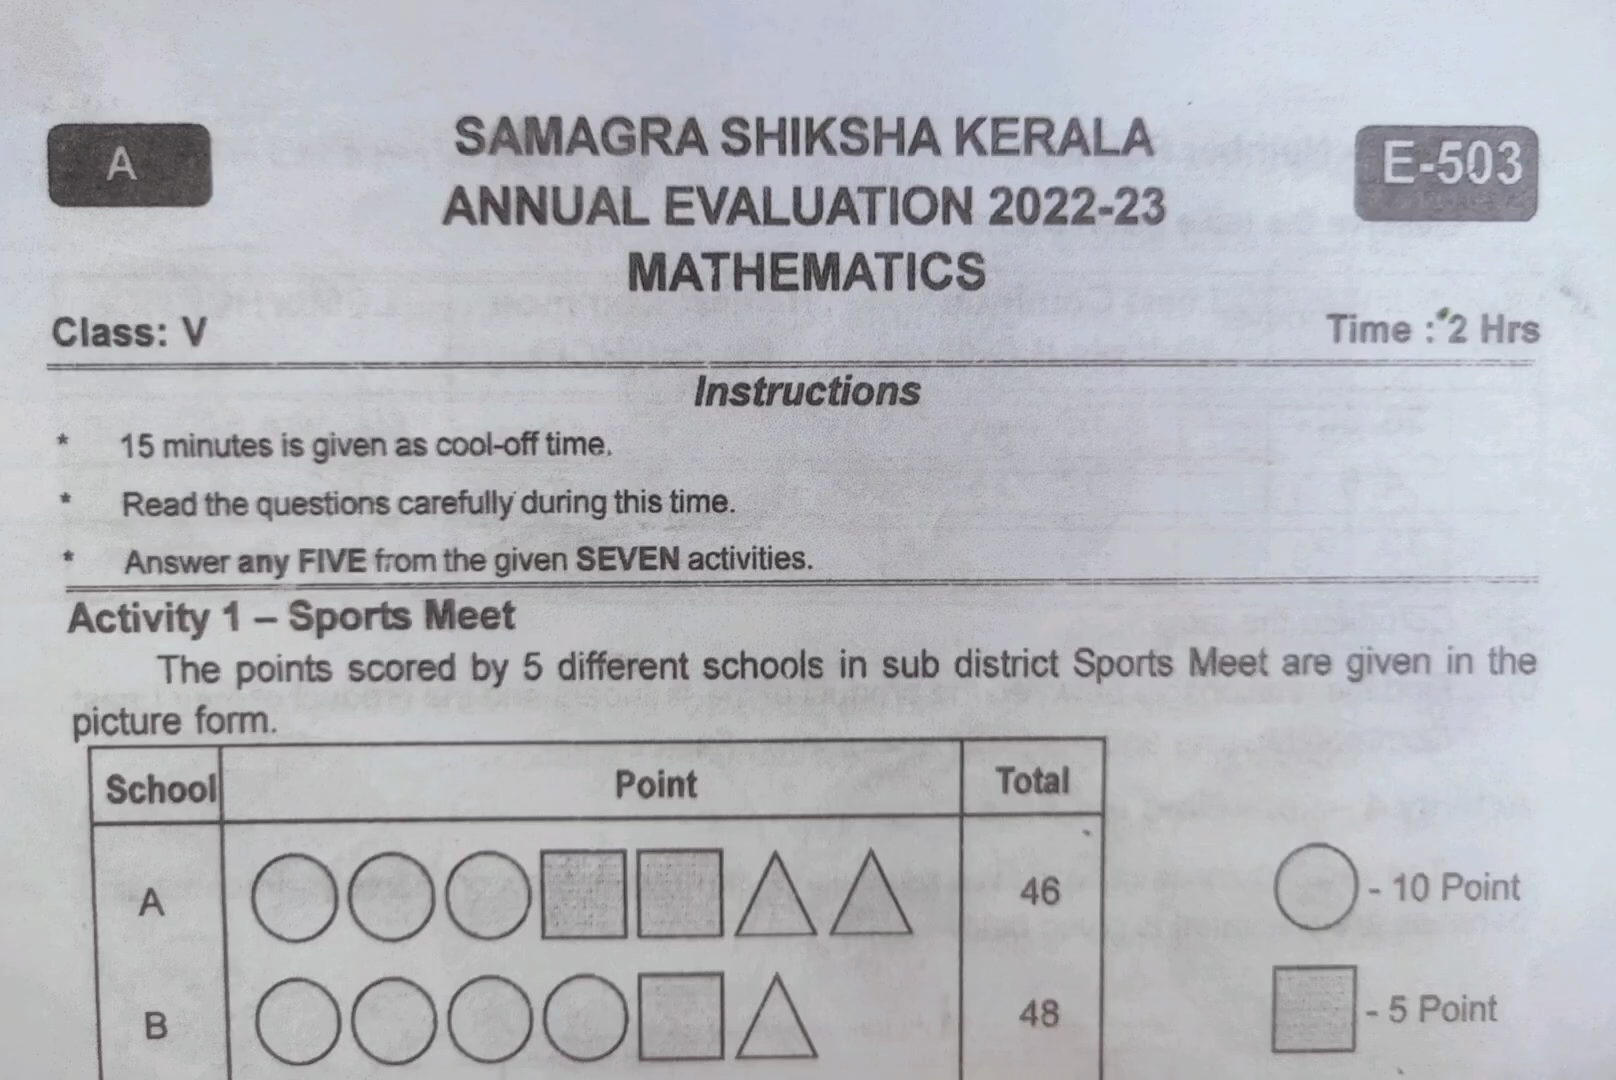 A
SAMAGRA SHIKSHA KERALA
E-503
ANNUAL EVALUATION 2022-23
MATHEMATICS
Class: V
Time : 2 Hrs
Instructions
* 15 minutes is given as cool-off time.
* Read the questions carefully during this time.
* Answer any FIVE from the given SEVEN activities.
Activity 1 – Sports Meet
The points scored by 5 different schools in sub district Sports Meet are given in the
picture form.
School Point Total
A 46
- 10 Point
B 48
- 5 Point